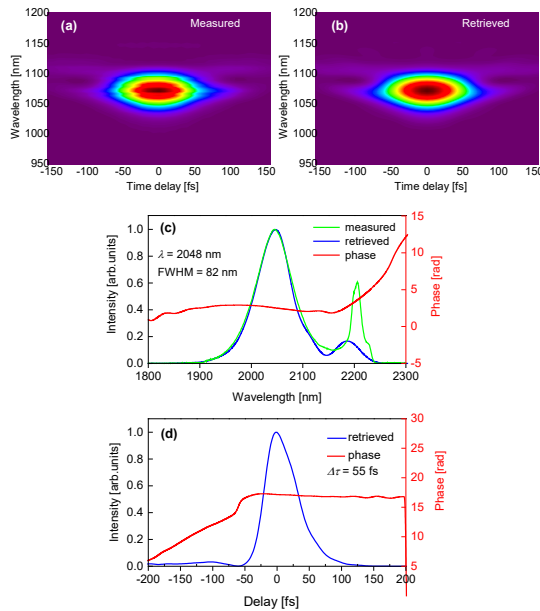 (a) Measured
(b) Retrieved
Wavelength [nm]
1200
1150
1100
1050
1000
950
-150 -100 -50 0 50 100 150
Time delay [fs]
Wavelength [nm]
1200
1150
1100
1050
1000
950
-150 -100 -50 0 50 100 150
Time delay [fs]
(c)
λ = 2048 nm
FWHM = 82 nm
measured
retrieved
phase
Intensity [arb.units]
1.0
0.8
0.6
0.4
0.2
0.0
Phase [rad]
15
10
5
0
-5
1800 1900 2000 2100 2200 2300
Wavelength [nm]
(d)
retrieved
phase
Δτ = 55 fs
Intensity [arb.units]
1.0
0.8
0.6
0.4
0.2
0.0
Phase [rad]
30
25
20
15
10
5
-200 -150 -100 -50 0 50 100 150 200
Delay [fs]